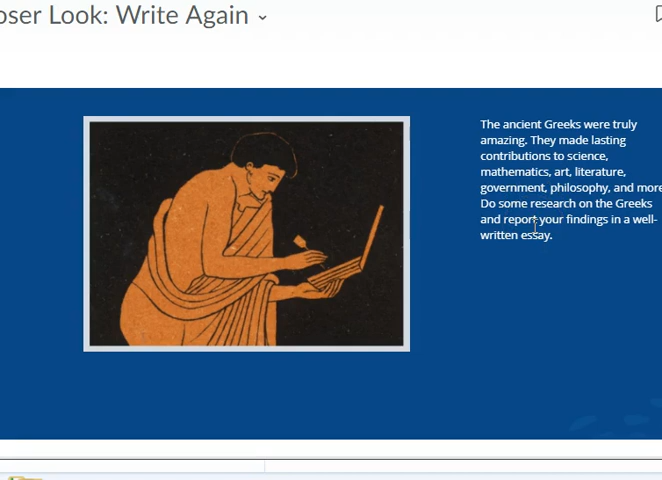 oser Look: Write Again
The ancient Greeks were truly
amazing. They made lasting
contributions to science,
mathematics, art, literature,
government, philosophy, and more
Do some research on the Greeks
and report your findings in a well-
written essay.